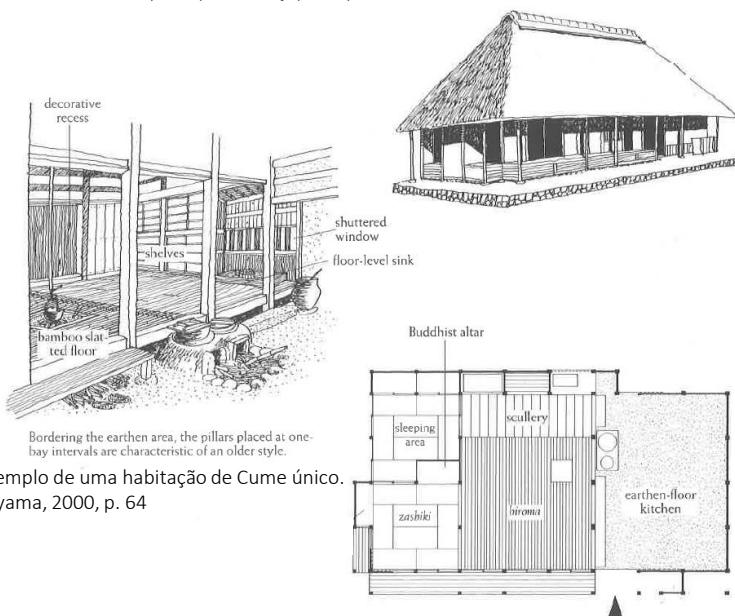 decorative
recess
shelves
shuttered
window
floor-level sink
bamboo slat-
ted floor
Bordering the earthen area, the pillars placed at one-
bay intervals are characteristic of an older style.
emplo de uma habitação de Cume único.
yama, 2000, p. 64
Buddhist altar
scullery
sleeping
area
zashiki
hiroma
earthen-floor
kitchen